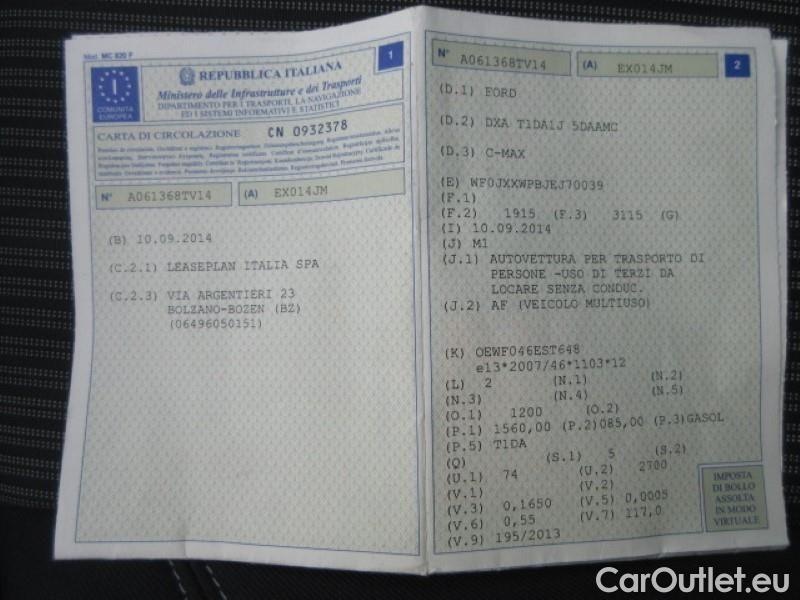 Mod. MC 820 F
1
I
COMUNITÀ
EUROPEA
REPUBBLICA ITALIANA
Ministero delle Infrastrutture e dei Trasporti
DIPARTIMENTO PER I TRASPORTI, LA NAVIGAZIONE
ED I SISTEMI INFORMATIVI E STATISTICI
CARTA DI CIRCOLAZIONE CN 0932378
N° A061368TV14 (A) EX014JM
(B) 10.09.2014
(C.2.1) LEASEPLAN ITALIA SPA
(C.2.3) VIA ARGENTIERI 23
BOLZANO-BOZEN (BZ)
(06496050151)
N° A061368TV14 (A) EX014JM 2
(D.1) FORD
(D.2) DXA T1DA1J 5DAAMC
(D.3) C-MAX
(E) WF0JXXWPBJEJ70039
(F.1)
(F.2) 1915 (F.3) 3115 (G)
(I) 10.09.2014
(J) M1
(J.1) AUTOVETTURA PER TRASPORTO DI
PERSONE -USO DI TERZI DA
LOCARE SENZA CONDUC.
(J.2) AF (VEICOLO MULTIUSO)
(K) OEWF046EST648
e13*2007/46*1103*12
(L) 2 (N.1) (N.2)
(N.3) (N.4) (N.5)
(O.1) 1200 (O.2)
(P.1) 1560,00 (P.2)085,00 (P.3)GASOL
(P.5) T1DA
(Q) (S.1) 5 (S.2)
(U.1) 74 (U.2) 2700
(V.1) (V.2)
(V.3) 0,1650 (V.5) 0,0005
(V.6) 0,55 (V.7) 117,0
(V.9) 195/2013
IMPOSTA
DI BOLLO
ASSOLTA
IN MODO
VIRTUALE
CarOutlet.eu